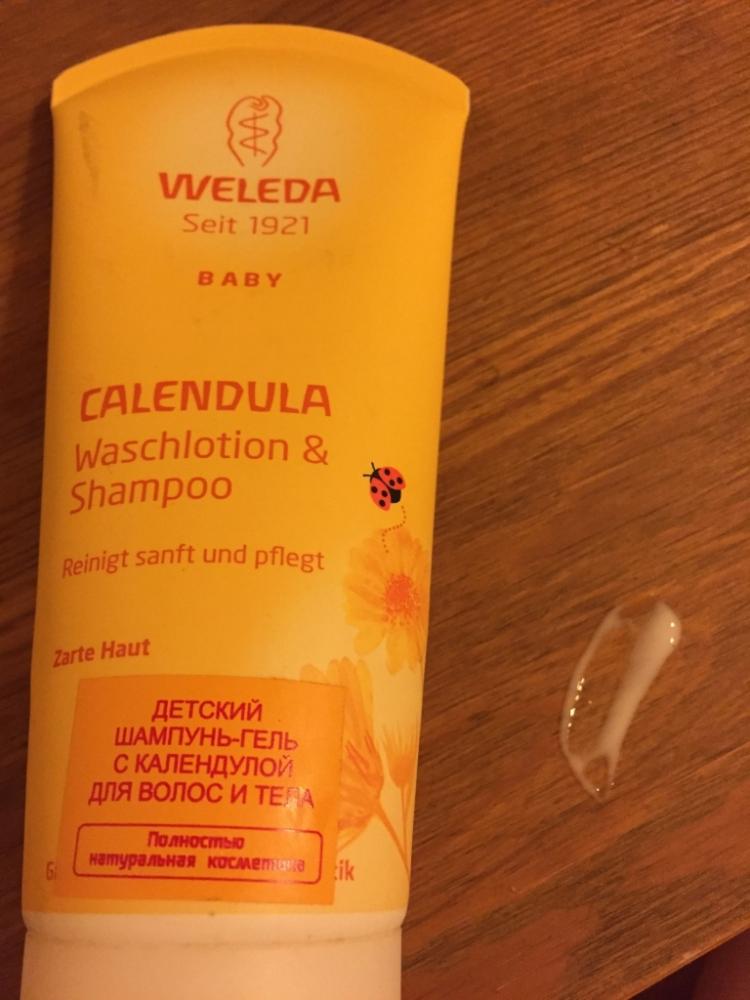 WELEDA
Seit 1921
BABY
CALENDULA
Waschlotion &
Shampoo
Reinigt sanft und pflegt
Zarte Haut
ДЕТСКИЙ
ШАМПУНЬ-ГЕЛЬ
С КАЛЕНДУЛОЙ
ДЛЯ ВОЛОС И ТЕЛА
Полностью
натуральная косметика